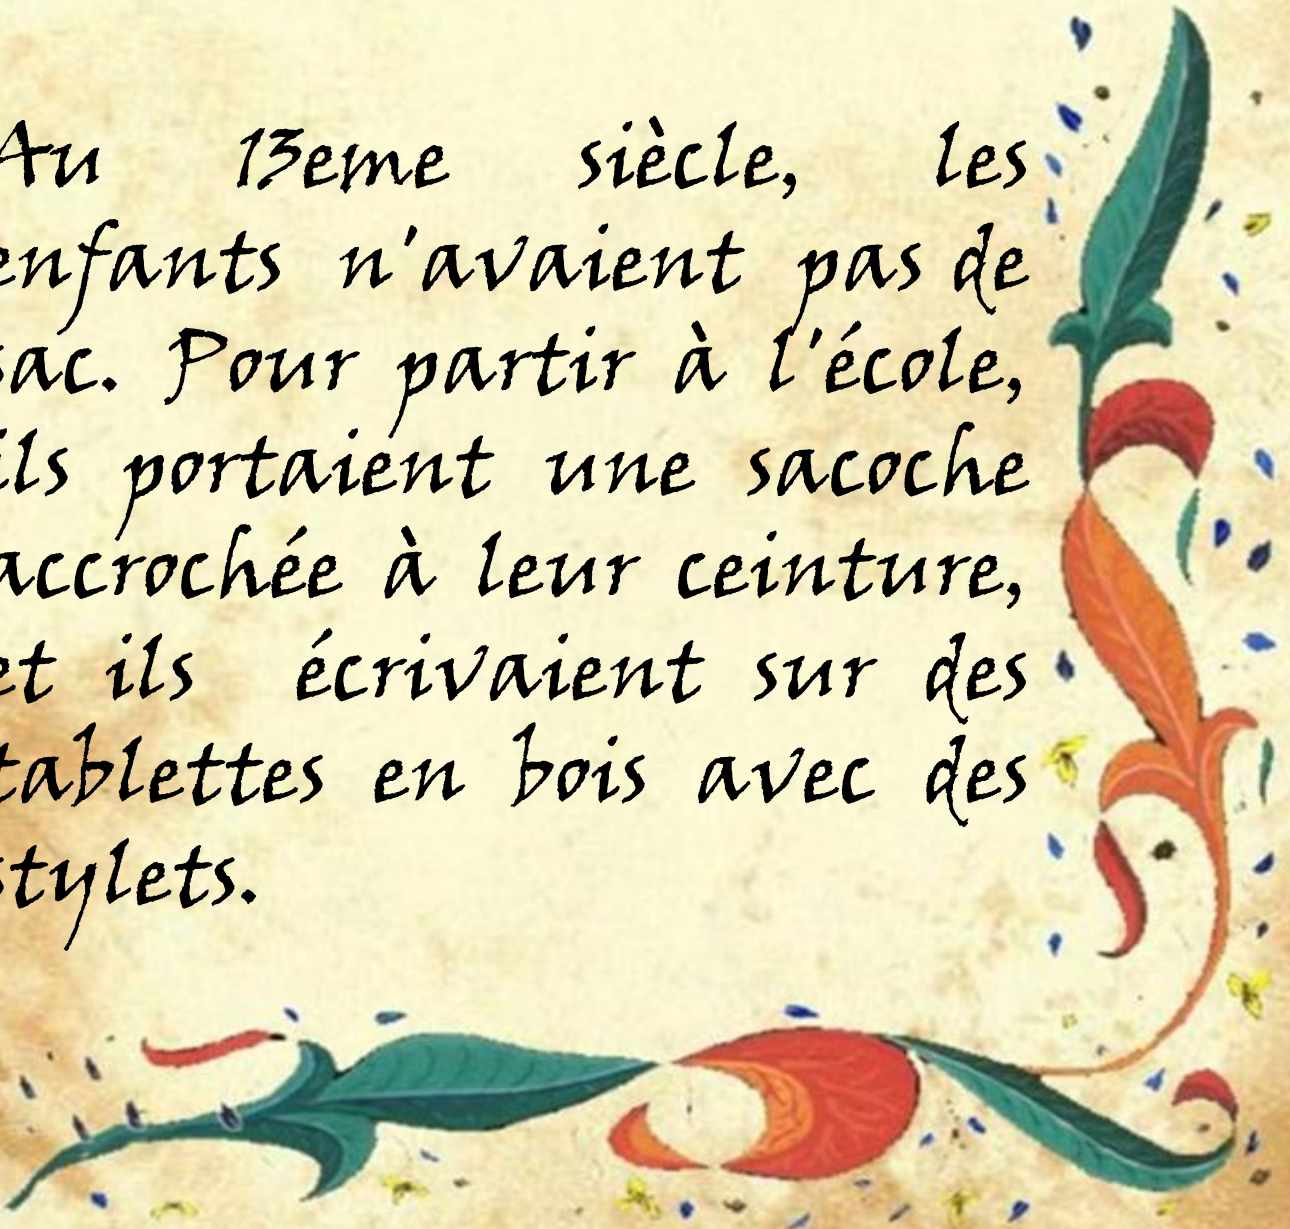 Au 13eme siècle, les
enfants n'avaient pas de
sac. Pour partir à l'école,
ils portaient une sacoche
accrochée à leur ceinture,
et ils écrivaient sur des
tablettes en bois avec des
stylets.